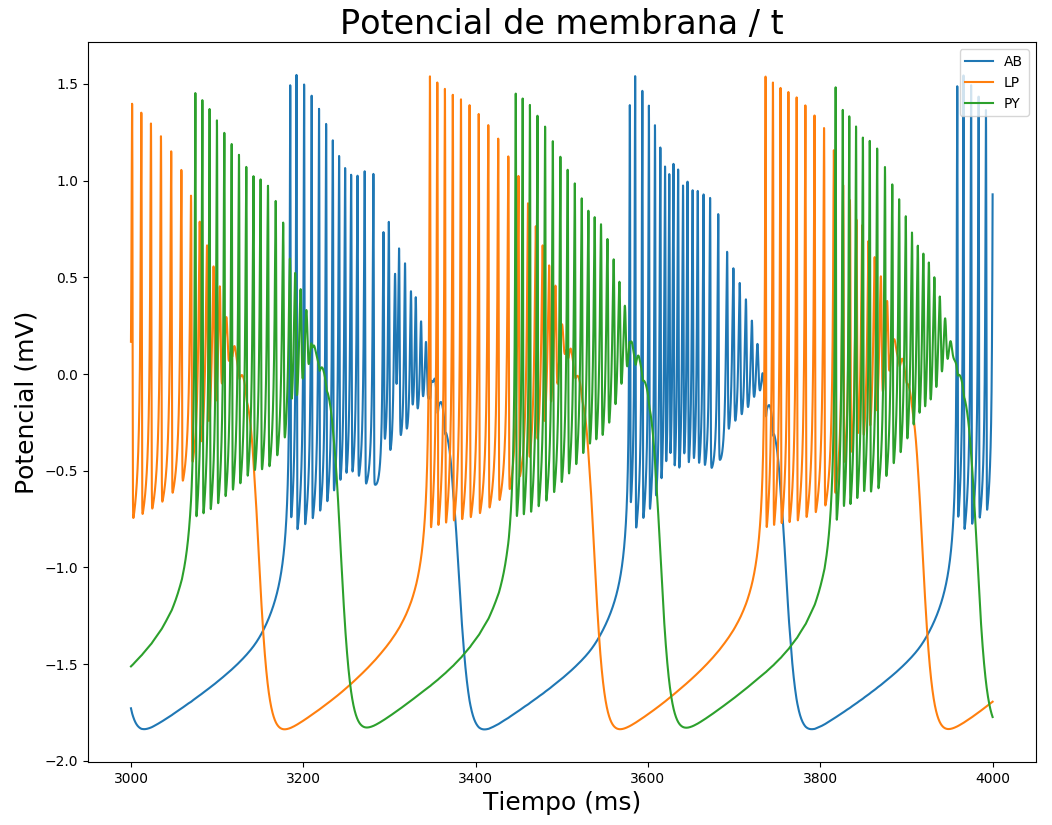 Potencial de membrana / t
AB
LP
PY
Potencial (mV)
1.5
1.0
0.5
0.0
−0.5
−1.0
−1.5
−2.0
3000 3200 3400 3600 3800 4000
Tiempo (ms)